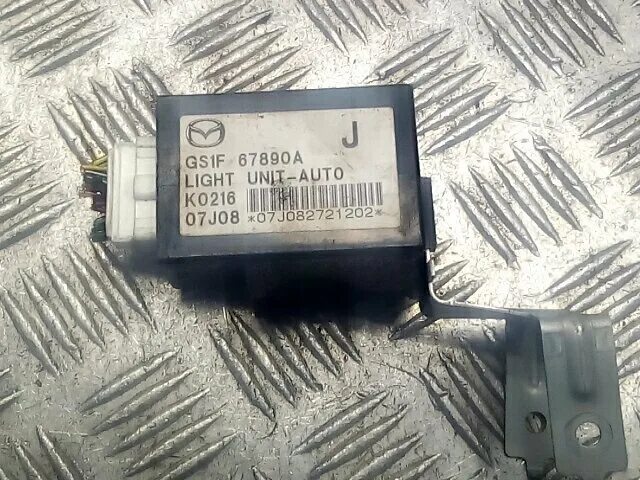 J
GS1F 67890A
LIGHT UNIT-AUTO
K0216
07J08 *07J082721202*